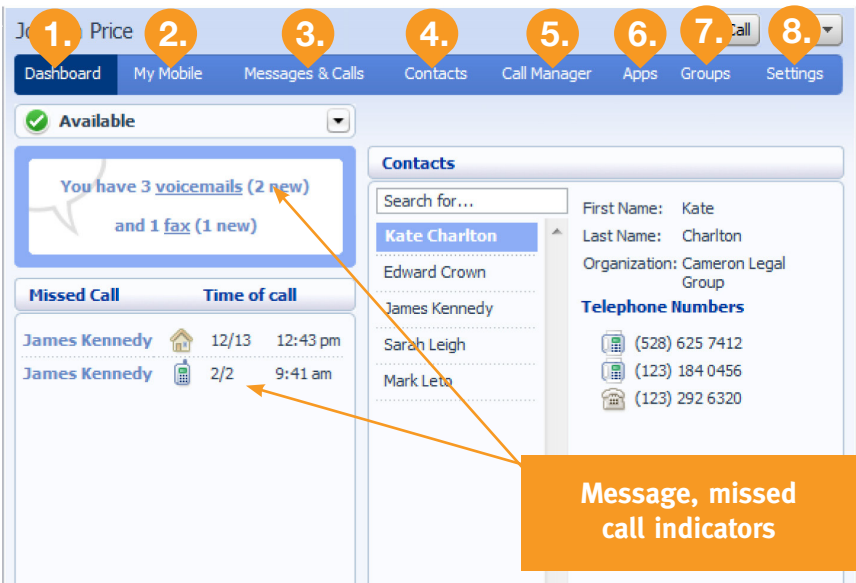 Price
Call
1. 2. 3. 4. 5. 6. 7. 8.
Dashboard My Mobile Messages & Calls Contacts Call Manager Apps Groups Settings
Available
You have 3 voicemails (2 new)
and 1 fax (1 new)
Missed Call Time of call
James Kennedy 12/13 12:43 pm
James Kennedy 2/2 9:41 am
Contacts
Search for...
Kate Charlton
Edward Crown
James Kennedy
Sarah Leigh
Mark Leto
First Name: Kate
Last Name: Charlton
Organization: Cameron Legal
Group
Telephone Numbers
(528) 625 7412
(123) 184 0456
(123) 292 6320
Message, missed
call indicators